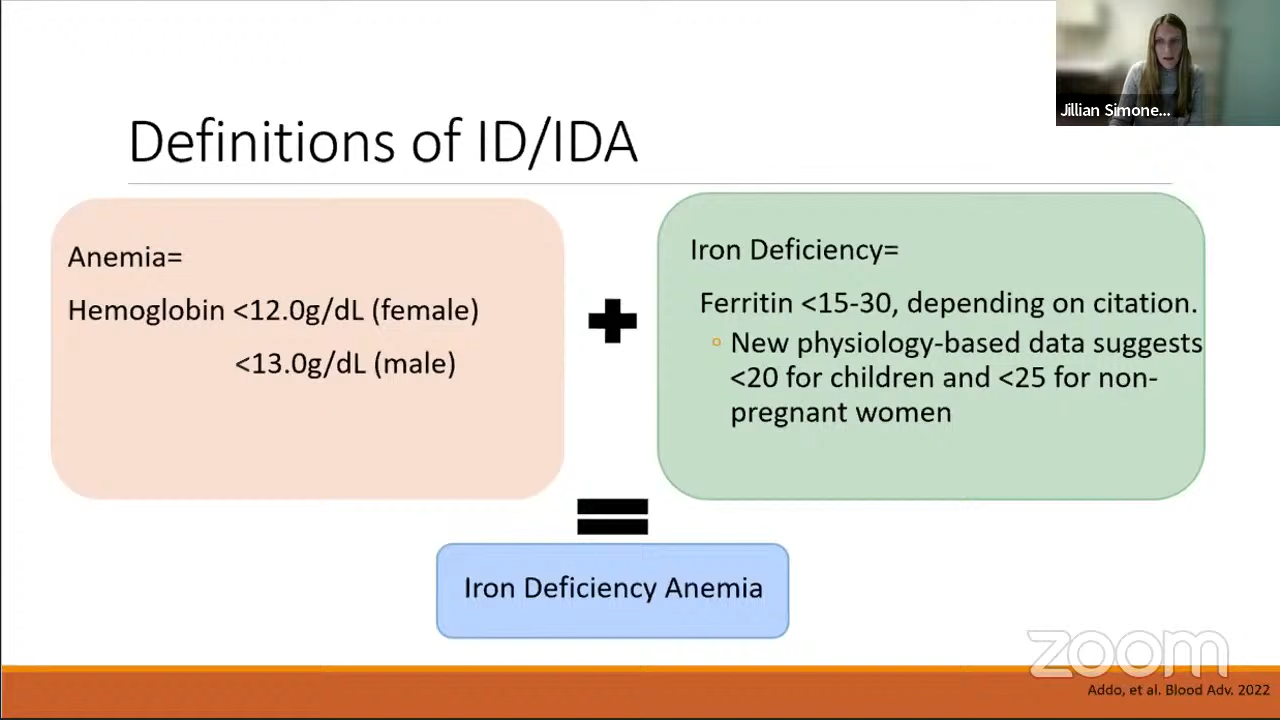 Jillian Simone...
Definitions of ID/IDA
Anemia=
Hemoglobin <12.0g/dL (female)
<13.0g/dL (male)
Iron Deficiency=
Ferritin <15-30, depending on citation.
New physiology-based data suggests
<20 for children and <25 for non-
pregnant women
Iron Deficiency Anemia
zoom
Addo, et al. Blood Adv. 2022